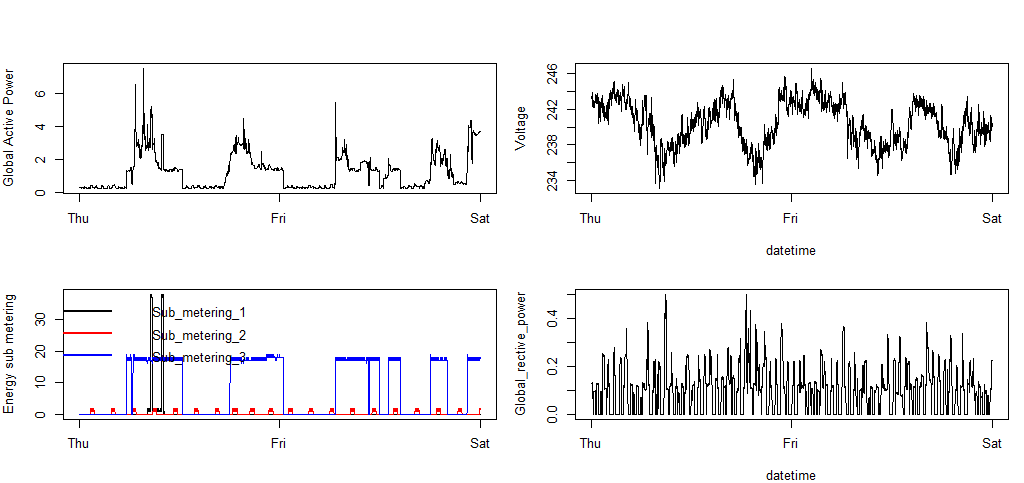 Global Active Power
6
4
2
0
Thu
Fri
Sat
Voltage
246
242
238
234
Thu
Fri
Sat
datetime
Energy sub metering
30
20
10
0
Sub_metering_1
Sub_metering_2
Sub_metering_3
Thu
Fri
Sat
Global_rective_power
0.4
0.2
0.0
Thu
Fri
Sat
datetime